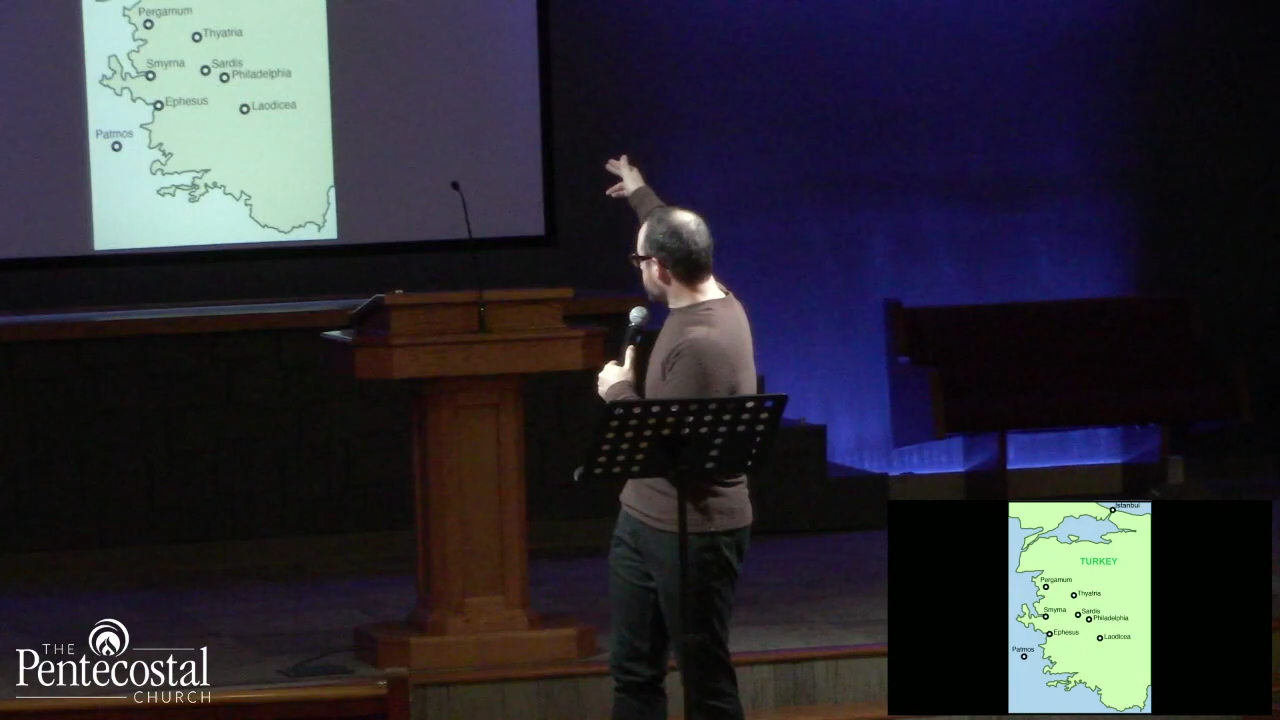 Pergamum
Thyatria
Smyrna
Sardis
Philadelphia
Ephesus
Laodicea
Patmos
THE
Pentecostal
CHURCH
Istanbul
TURKEY
Pergamum
Thyatria
Smyrna
Sardis
Philadelphia
Ephesus
Laodicea
Patmos